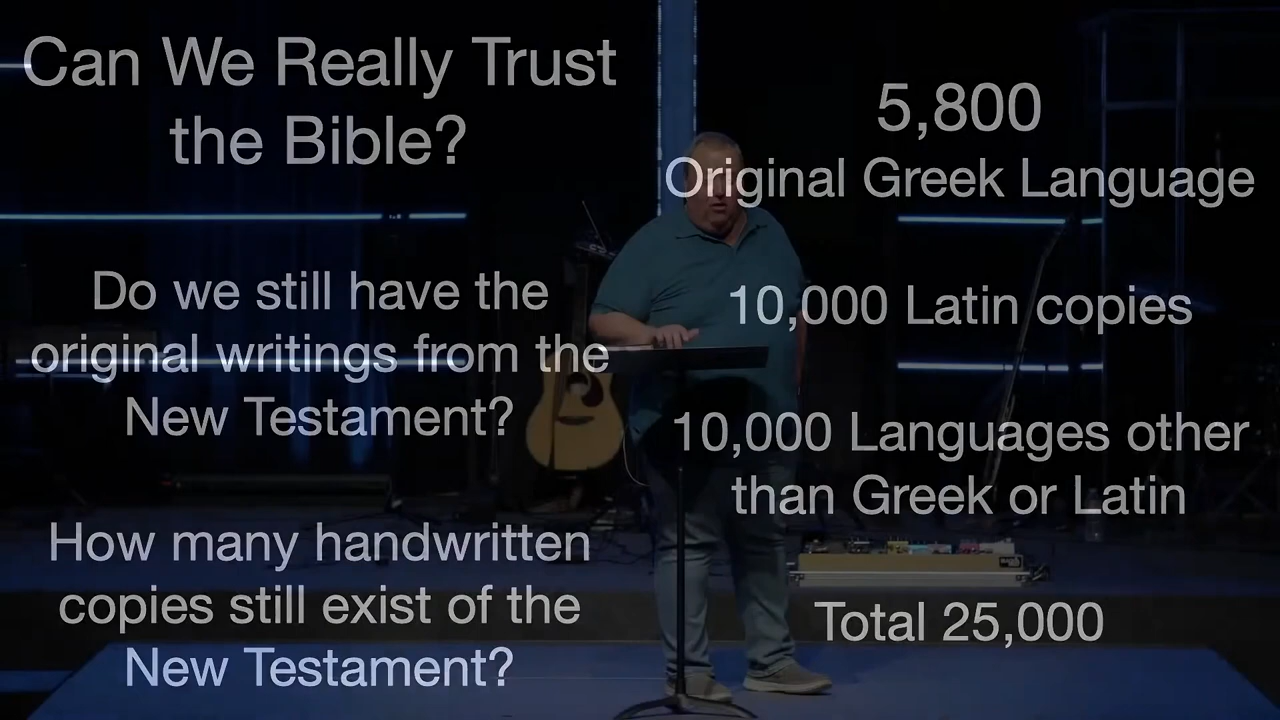 Can We Really Trust
the Bible?
Do we still have the
original writings from the
New Testament?
How many handwritten
copies still exist of the
New Testament?
5,800
Original Greek Language
10,000 Latin copies
10,000 Languages other
than Greek or Latin
Total 25,000